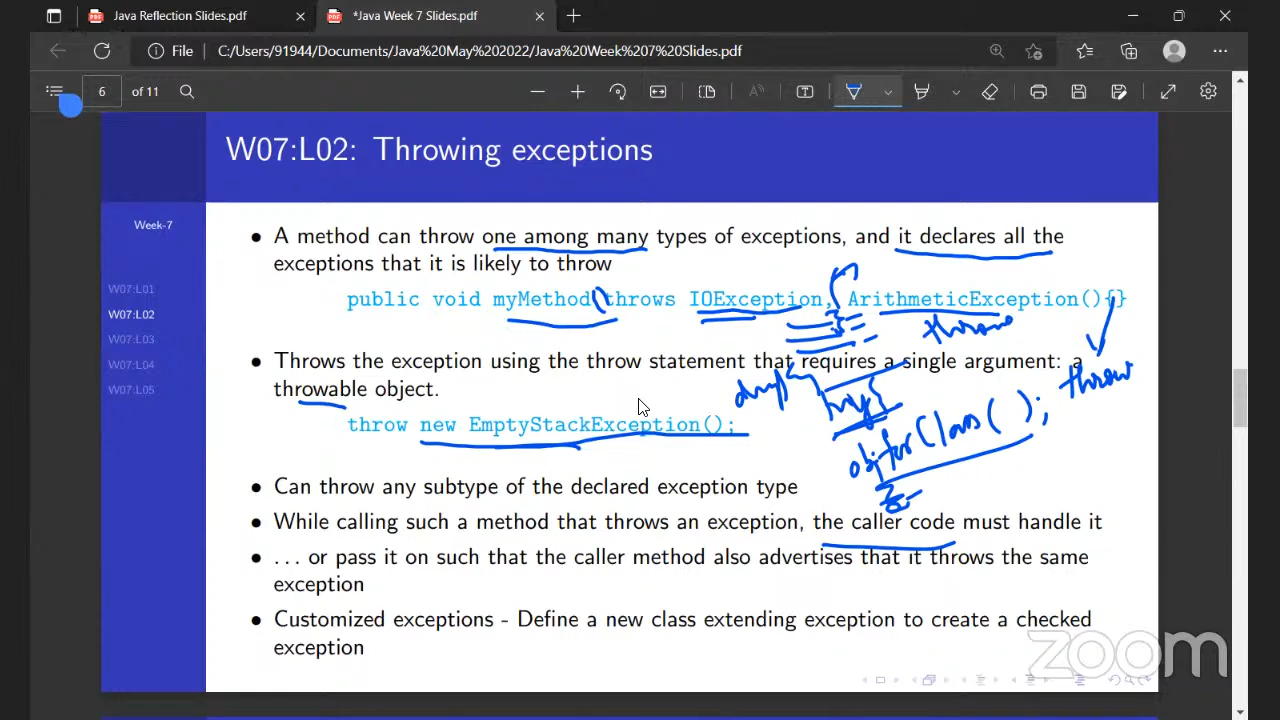 Java Reflection Slides.pdf
*Java Week 7 Slides.pdf
File
C:/Users/91944/Documents/Java%20May%202022/Java%20Week%207%20Slides.pdf
6 of 11
W07:L02: Throwing exceptions
Week-7
W07:L01
W07:L02
W07:L03
W07:L04
W07:L05
• A method can throw one among many types of exceptions, and it declares all the
exceptions that it is likely to throw
public void myMethod() throws IOException, ArithmeticException(){}
throws
• Throws the exception using the throw statement that requires a single argument: a
throwable object.
throw
try{
throw new EmptyStackException();
objforClass();
• Can throw any subtype of the declared exception type
• While calling such a method that throws an exception, the caller code must handle it
• . . . or pass it on such that the caller method also advertises that it throws the same
exception
• Customized exceptions - Define a new class extending exception to create a checked
exception
zoom